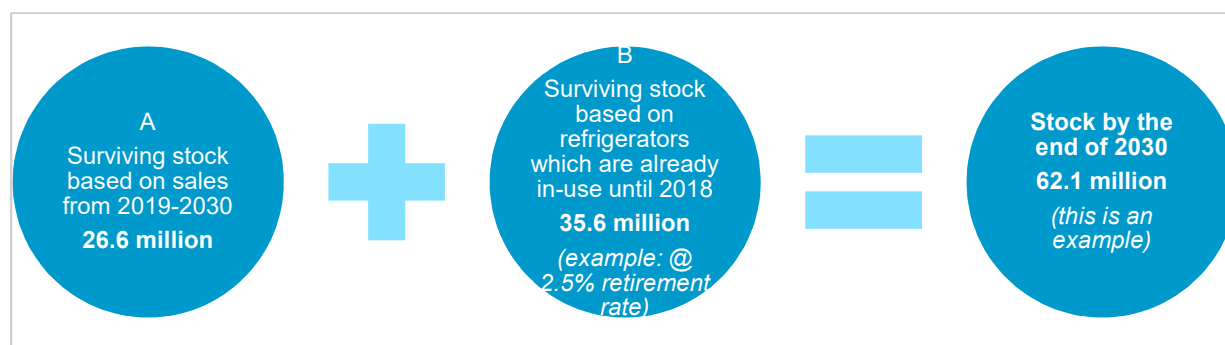 A
Surviving stock
based on sales
from 2019-2030
26.6 million
B
Surviving stock
based on
refrigerators
which are already
in-use until 2018
35.6 million
(example: @
2.5% retirement
rate)
Stock by the
end of 2030
62.1 million
(this is an
example)